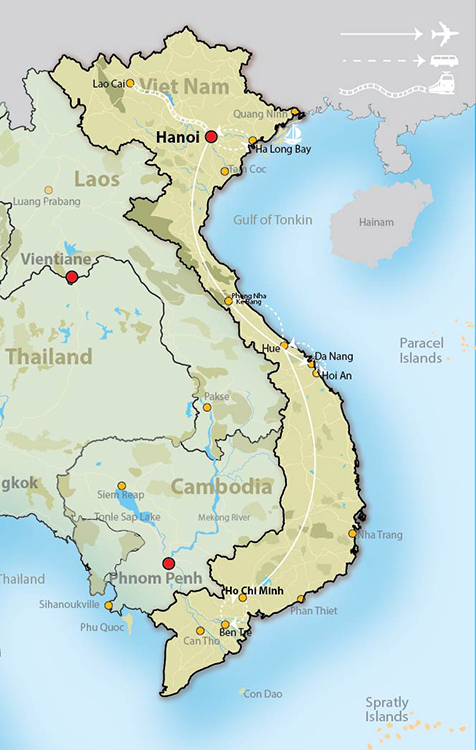 Lao Cai
Viet Nam
Quang Ninh
Hanoi
Ha Long Bay
Tam Coc
Laos
Luang Prabang
Gulf of Tonkin
Hainam
Vientiane
Phong Nha
Ke Bang
Hue
Da Nang
Hoi An
Paracel
Islands
Thailand
Pakse
gkok
Cambodia
Siem Reap
Tonle Sap Lake
Mekong River
Nha Trang
Phnom Penh
Thailand
Ho Chi Minh
Phan Thiet
Sihanoukville
Phu Quoc
Ben Tre
Can Tho
Con Dao
Spratly
Islands